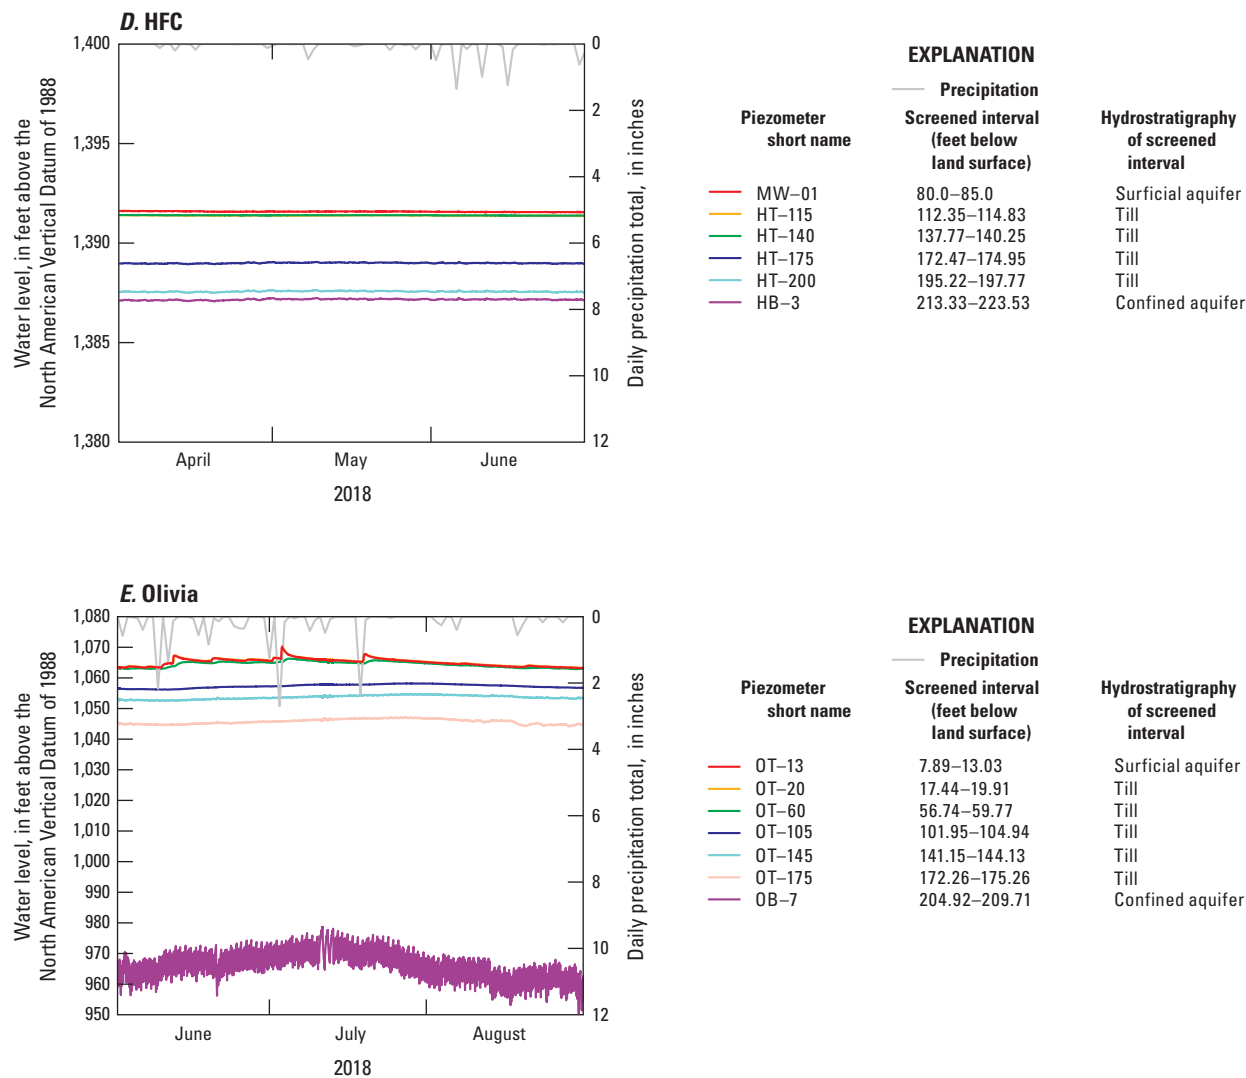 D. HFC
1,400
1,395
1,390
1,385
1,380
Water level, in feet above the
North American Vertical Datum of 1988
0
2
4
6
8
10
12
Daily precipitation total, in inches
April
May
June
2018
EXPLANATION
Precipitation
Piezometer short name
Screened interval (feet below land surface)
Hydrostratigraphy of screened interval
MW–01 80.0–85.0 Surficial aquifer
HT–115 112.35–114.83 Till
HT–140 137.77–140.25 Till
HT–175 172.47–174.95 Till
HT–200 195.22–197.77 Till
HB–3 213.33–223.53 Confined aquifer
E. Olivia
1,080
1,070
1,060
1,050
1,040
1,030
1,020
1,010
1,000
990
980
970
960
950
Water level, in feet above the
North American Vertical Datum of 1988
0
2
4
6
8
10
12
Daily precipitation total, in inches
June
July
August
2018
EXPLANATION
Precipitation
Piezometer short name
Screened interval (feet below land surface)
Hydrostratigraphy of screened interval
OT–13 7.89–13.03 Surficial aquifer
OT–20 17.44–19.91 Till
OT–60 56.74–59.77 Till
OT–105 101.95–104.94 Till
OT–145 141.15–144.13 Till
OT–175 172.26–175.26 Till
OB–7 204.92–209.71 Confined aquifer